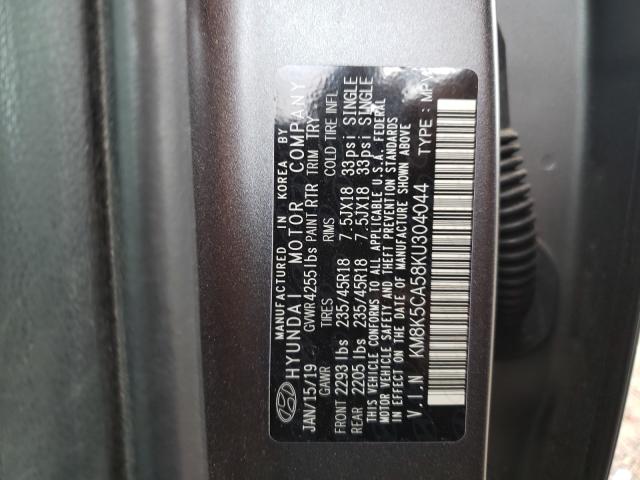 MANUFACTURED IN KOREA BY
HYUNDAI MOTOR COMPANY
JAN/15/19 GVWR 4255lbs PAINT RTR TRIM TRY
GAWR TIRES RIMS COLD TIRE INFL
FRONT 2293 lbs 235/45R18 7.5JX18 33psi SINGLE
REAR 2205 lbs 235/45R18 7.5JX18 33psi SINGLE
THIS VEHICLE CONFORMS TO ALL APPLICABLE U.S.A. FEDERAL
MOTOR VEHICLE SAFETY AND THEFT PREVENTION STANDARDS
IN EFFECT ON THE DATE OF MANUFACTURE SHOWN ABOVE
V.I.N KM8K5CA58KU304044 TYPE : MPV